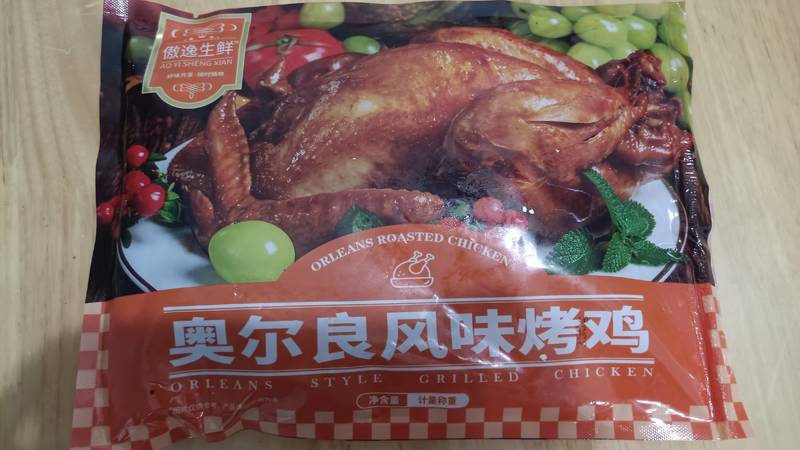 傲逸生鲜
AO YI SHENG XIAN
ORLEANS ROASTED CHICKEN
奥尔良风味烤鸡
ORLEANS STYLE GRILLED CHICKEN
净含量 计量称重